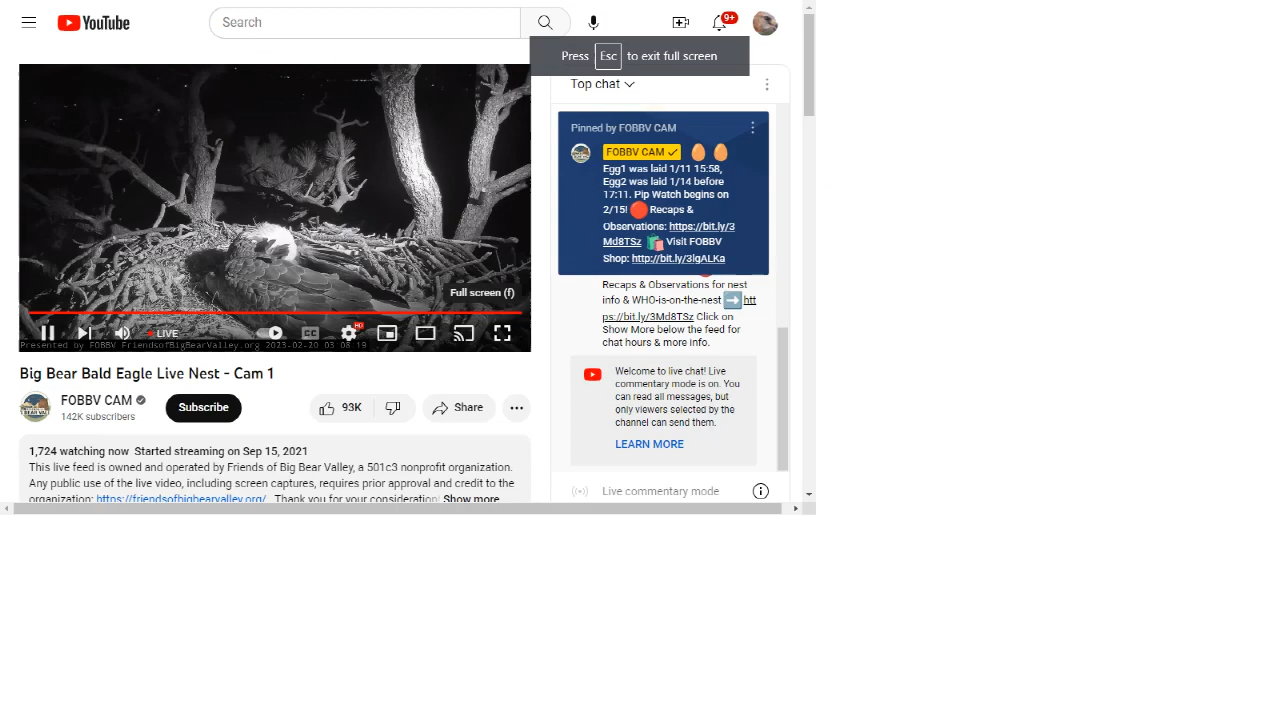 YouTube
Search
9+
Press Esc to exit full screen
Top chat
Pinned by FOBBV CAM
FOBBV CAM
Egg1 was laid 1/11 15:58,
Egg2 was laid 1/14 before
17:11. Pip Watch begins on
2/15! Recaps &
Observations: https://bit.ly/3
Md8TSz Visit FOBBV
Shop: http://bit.ly/3lgALKa
Recaps & Observations for nest
info & WHO-is-on-the-nest htt
ps://bit.ly/3Md8TSz Click on
Show More below the feed for
chat hours & more info.
Welcome to live chat! Live
commentary mode is on. You
can read all messages, but
only viewers selected by the
channel can send them.
LEARN MORE
Live commentary mode
Full screen (f)
LIVE
CC
HD
Presented by FOBBV FriendsofBigBearValley.org 2023-02-20 03:08:19
Big Bear Bald Eagle Live Nest - Cam 1
FOBBV CAM
142K subscribers
Subscribe
93K
Share
1,724 watching now Started streaming on Sep 15, 2021
This live feed is owned and operated by Friends of Big Bear Valley, a 501c3 nonprofit organization.
Any public use of the live video, including screen captures, requires prior approval and credit to the
organization: https://friendsofbigbearvalley.org/ . Thank you for your consideration! Show more